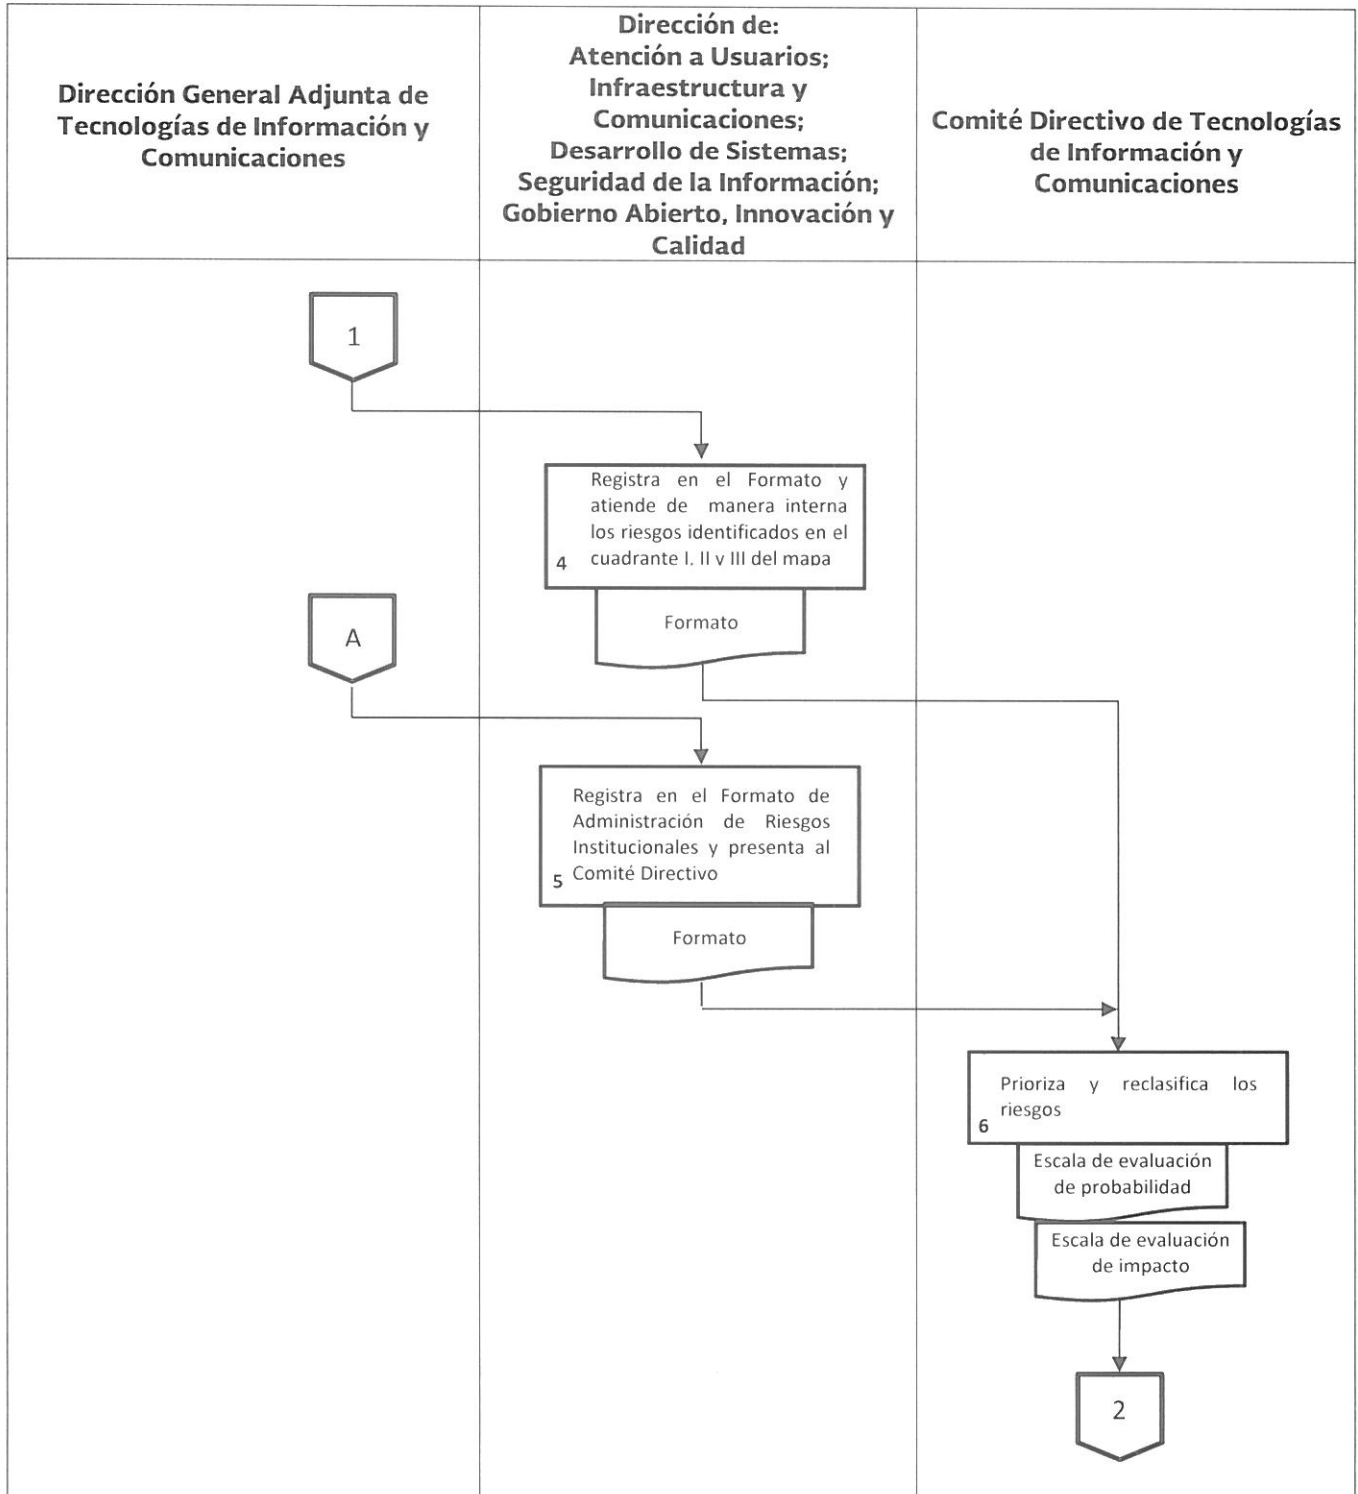 Dirección General Adjunta de
Tecnologías de Información y
Comunicaciones
Dirección de:
Atención a Usuarios;
Infraestructura y
Comunicaciones;
Desarrollo de Sistemas;
Seguridad de la Información;
Gobierno Abierto, Innovación y
Calidad
Comité Directivo de Tecnologías
de Información y
Comunicaciones
1
Registra en el Formato y
atiende de manera interna
los riesgos identificados en el
cuadrante I, II y III del mapa
4
Formato
A
Registra en el Formato de
Administración de Riesgos
Institucionales y presenta al
Comité Directivo
5
Formato
Prioriza y reclasifica los
riesgos
6
Escala de evaluación
de probabilidad
Escala de evaluación
de impacto
2